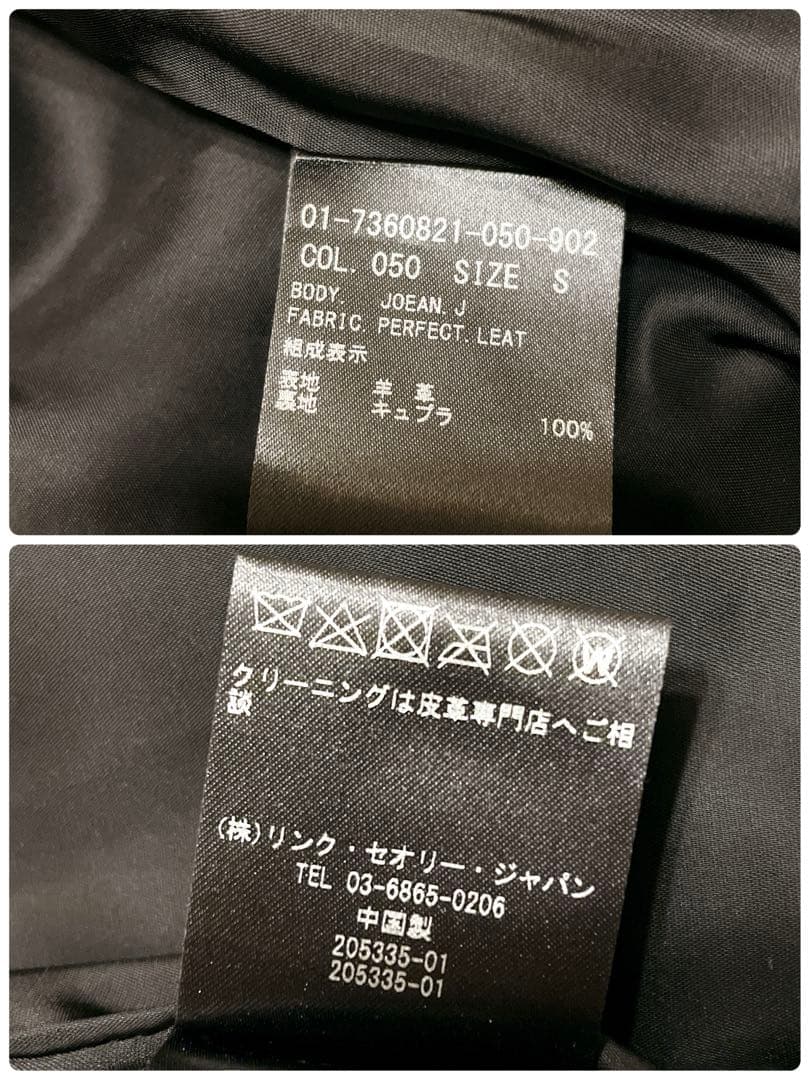 01-7360821-050-902
COL. 050 SIZE S
BODY. JOEAN.J
FABRIC. PERFECT.LEAT
組成表示
表地 羊 革
裏地 キュプラ 100%
W
クリーニングは皮革専門店へご相
談
(株)リンク・セオリー・ジャパン
TEL 03-6865-0206
中国製
205335-01
205335-01